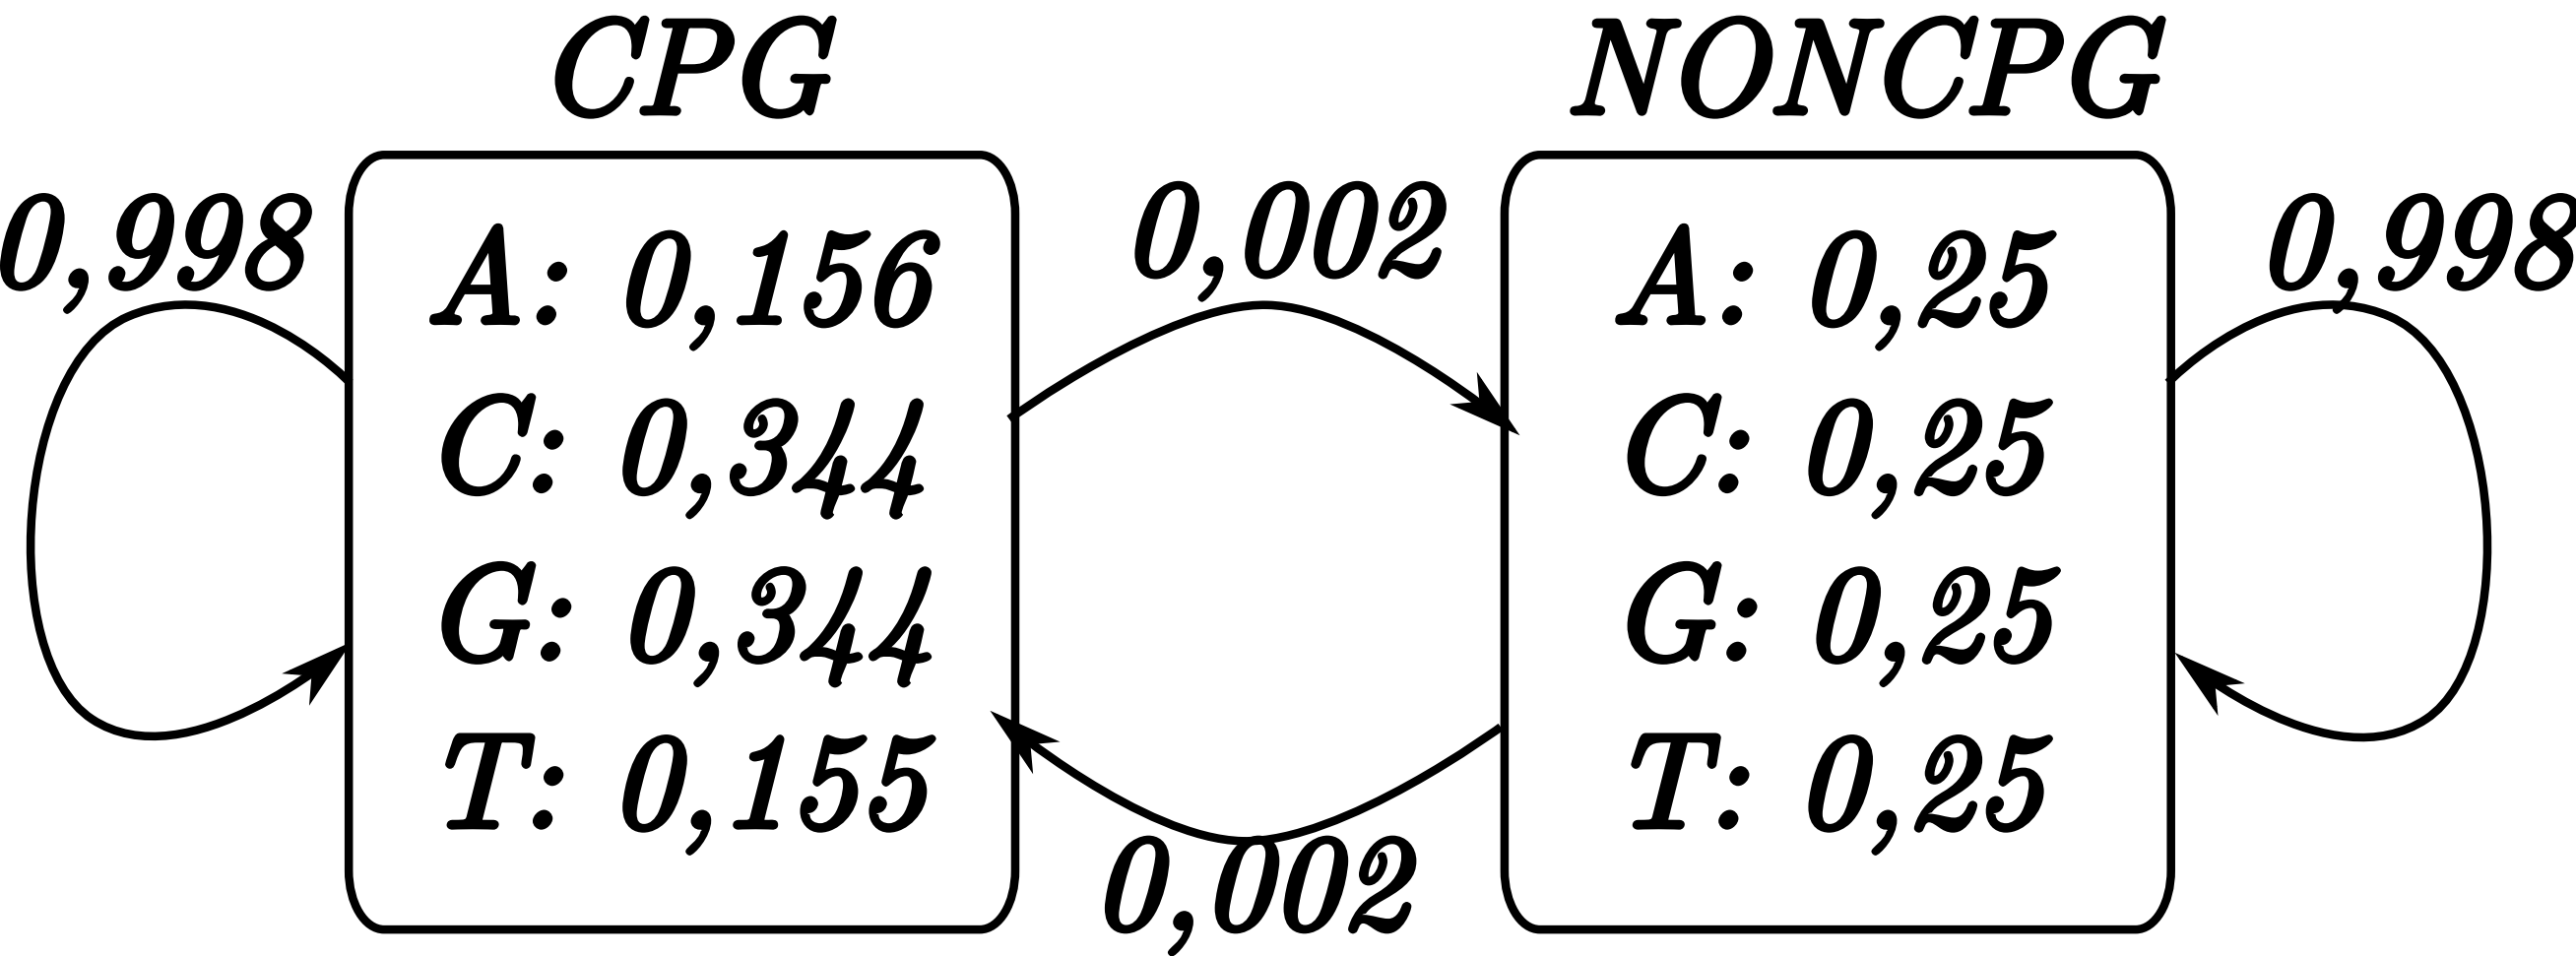 CPG
NONCPG
0,998
0,002
0,998
A: 0,156
C: 0,344
G: 0,344
T: 0,155
A: 0,25
C: 0,25
G: 0,25
T: 0,25
0,002